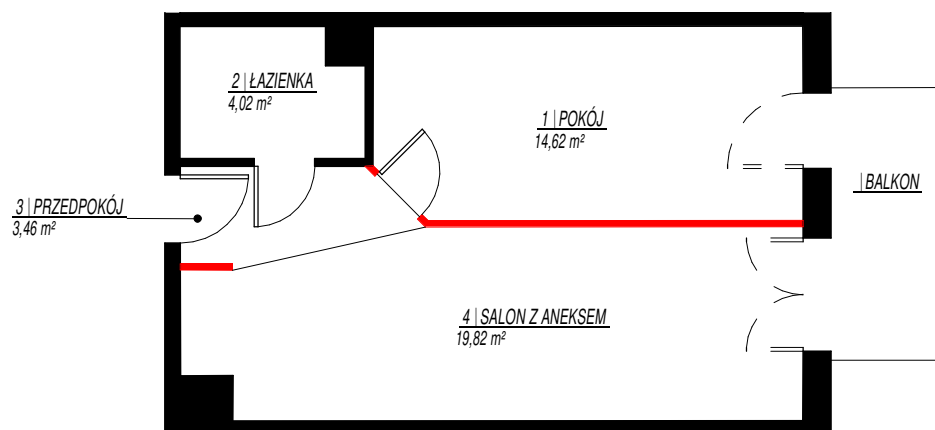 2 | ŁAZIENKA
4,02 m²
1 | POKÓJ
14,62 m²
| BALKON
3 | PRZEDPOKÓJ
3,46 m²
4 | SALON Z ANEKSEM
19,82 m²